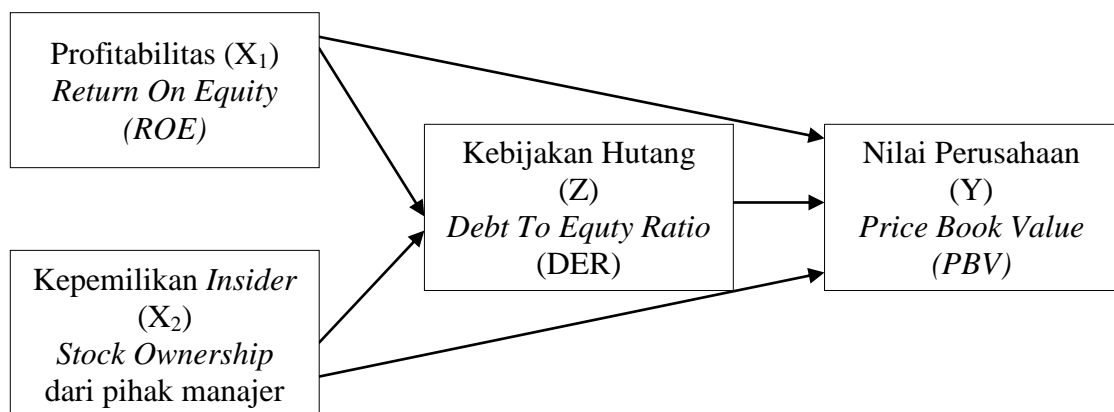 Profitabilitas (X₁)
Return On Equity
(ROE)
Kebijakan Hutang
(Z)
Debt To Equty Ratio
(DER)
Nilai Perusahaan
(Y)
Price Book Value
(PBV)
Kepemilikan Insider
(X₂)
Stock Ownership
dari pihak manajer